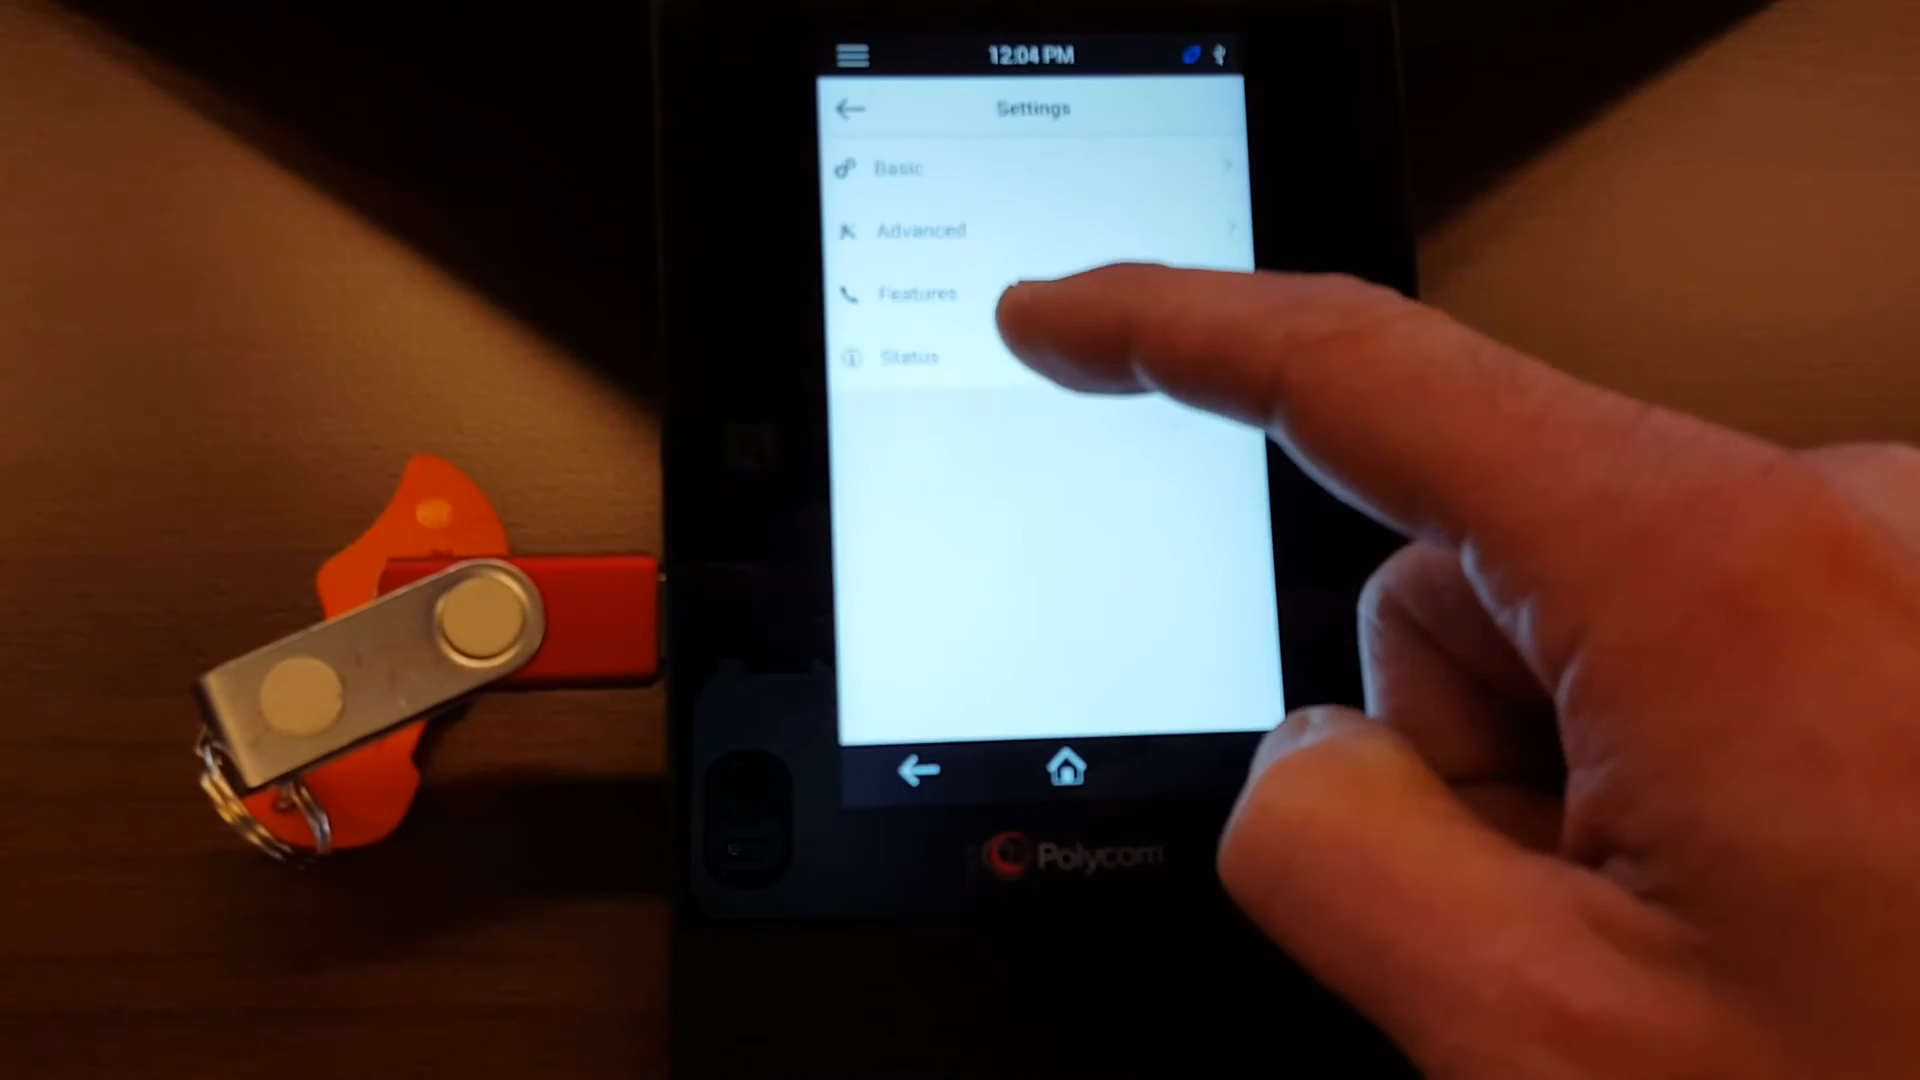 12:04 PM
Settings
Basic
Advanced
Features
Status
Polycom